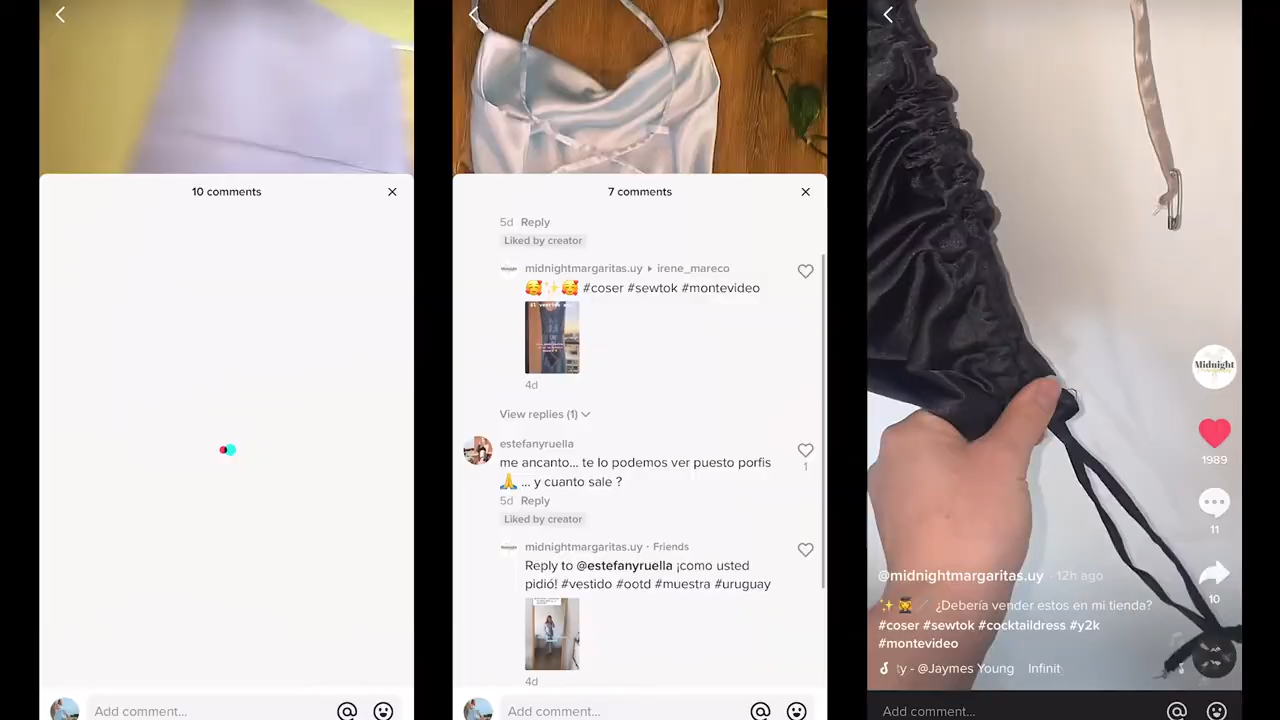 10 comments
Add comment...
7 comments
5d Reply
Liked by creator
midnightmargaritas.uy ▸ irene_mareco
🥰✨🥰 #coser #sewtok #montevideo
4d
View replies (1)
estefanyruella
me ancanto... te lo podemos ver puesto porfis
🙏 ... y cuanto sale ?
1
5d Reply
Liked by creator
midnightmargaritas.uy · Friends
Reply to @estefanyruella ¡como usted
pidió! #vestido #ootd #muestra #uruguay
4d
Add comment...
Midnight
1989
11
10
@midnightmargaritas.uy · 12h ago
¿Debería vender estos en mi tienda?
#coser #sewtok #cocktaildress #y2k
#montevideo
ty - @Jaymes Young Infinit
Add comment...